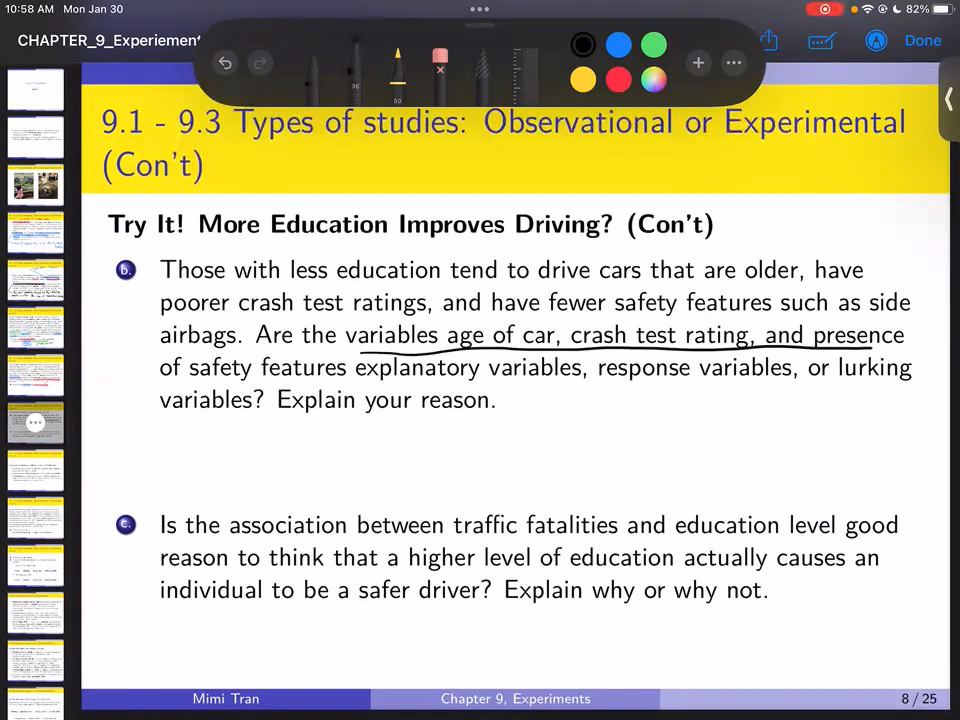 10:58 AM Mon Jan 30
82%
CHAPTER_9_Experiement
36
50
Done
9.1 - 9.3 Types of studies: Observational or Experimental
(Con't)
Try It! More Education Improves Driving? (Con't)
b. Those with less education tend to drive cars that are older, have
poorer crash test ratings, and have fewer safety features such as side
airbags. Are the variables age of car, crash test rating, and presence
of safety features explanatory variables, response variables, or lurking
variables? Explain your reason.
c. Is the association between traffic fatalities and education level good
reason to think that a higher level of education actually causes an
individual to be a safer driver? Explain why or why not.
Mimi Tran
Chapter 9, Experiments
8 / 25